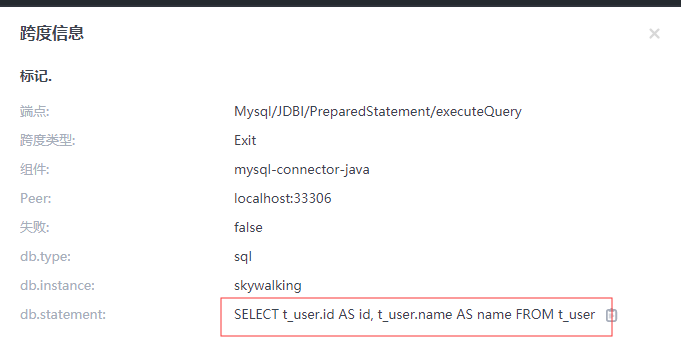 跨度信息
标记.
端点: Mysql/JDBI/PreparedStatement/executeQuery
跨度类型: Exit
组件: mysql-connector-java
Peer: localhost:33306
失败: false
db.type: sql
db.instance: skywalking
db.statement: SELECT t_user.id AS id, t_user.name AS name FROM t_user